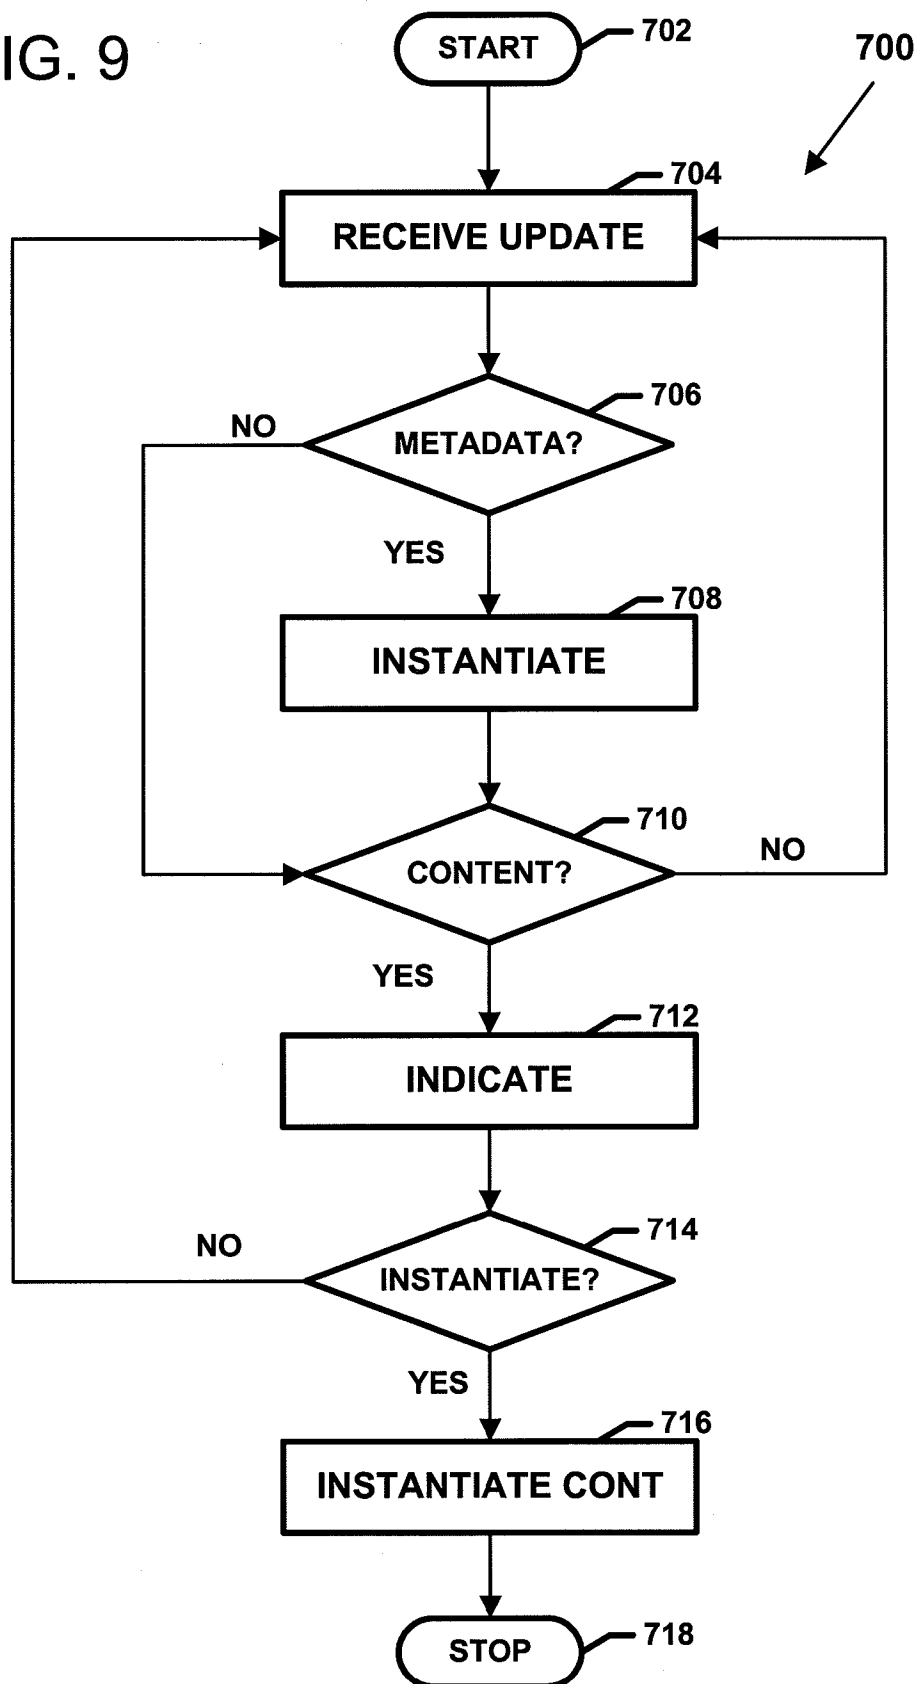 IG. 9
START
702
700
704
RECEIVE UPDATE
706
NO
METADATA?
YES
708
INSTANTIATE
710
CONTENT?
NO
YES
712
INDICATE
714
NO
INSTANTIATE?
YES
716
INSTANTIATE CONT
STOP
718